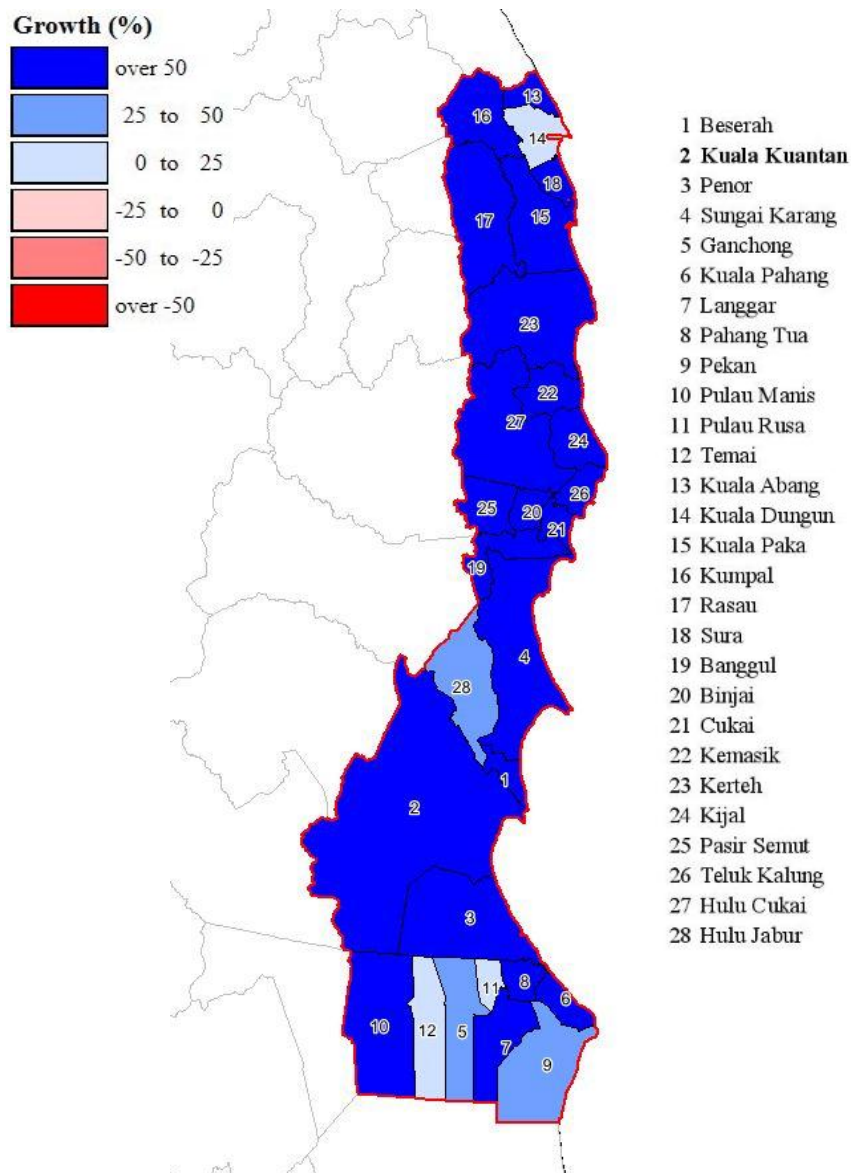 Growth (%)
over 50
25 to 50
0 to 25
-25 to 0
-50 to -25
over -50
13
16
14
18
17
15
23
22
27
24
26
25
20
21
19
4
28
1
2
3
8
11
6
10
12
5
7
9
1 Beserah
2 Kuala Kuantan
3 Penor
4 Sungai Karang
5 Ganchong
6 Kuala Pahang
7 Langgar
8 Pahang Tua
9 Pekan
10 Pulau Manis
11 Pulau Rusa
12 Temai
13 Kuala Abang
14 Kuala Dungun
15 Kuala Paka
16 Kumpal
17 Rasau
18 Sura
19 Banggul
20 Binjai
21 Cukai
22 Kemasik
23 Kerteh
24 Kijal
25 Pasir Semut
26 Teluk Kalung
27 Hulu Cukai
28 Hulu Jabur